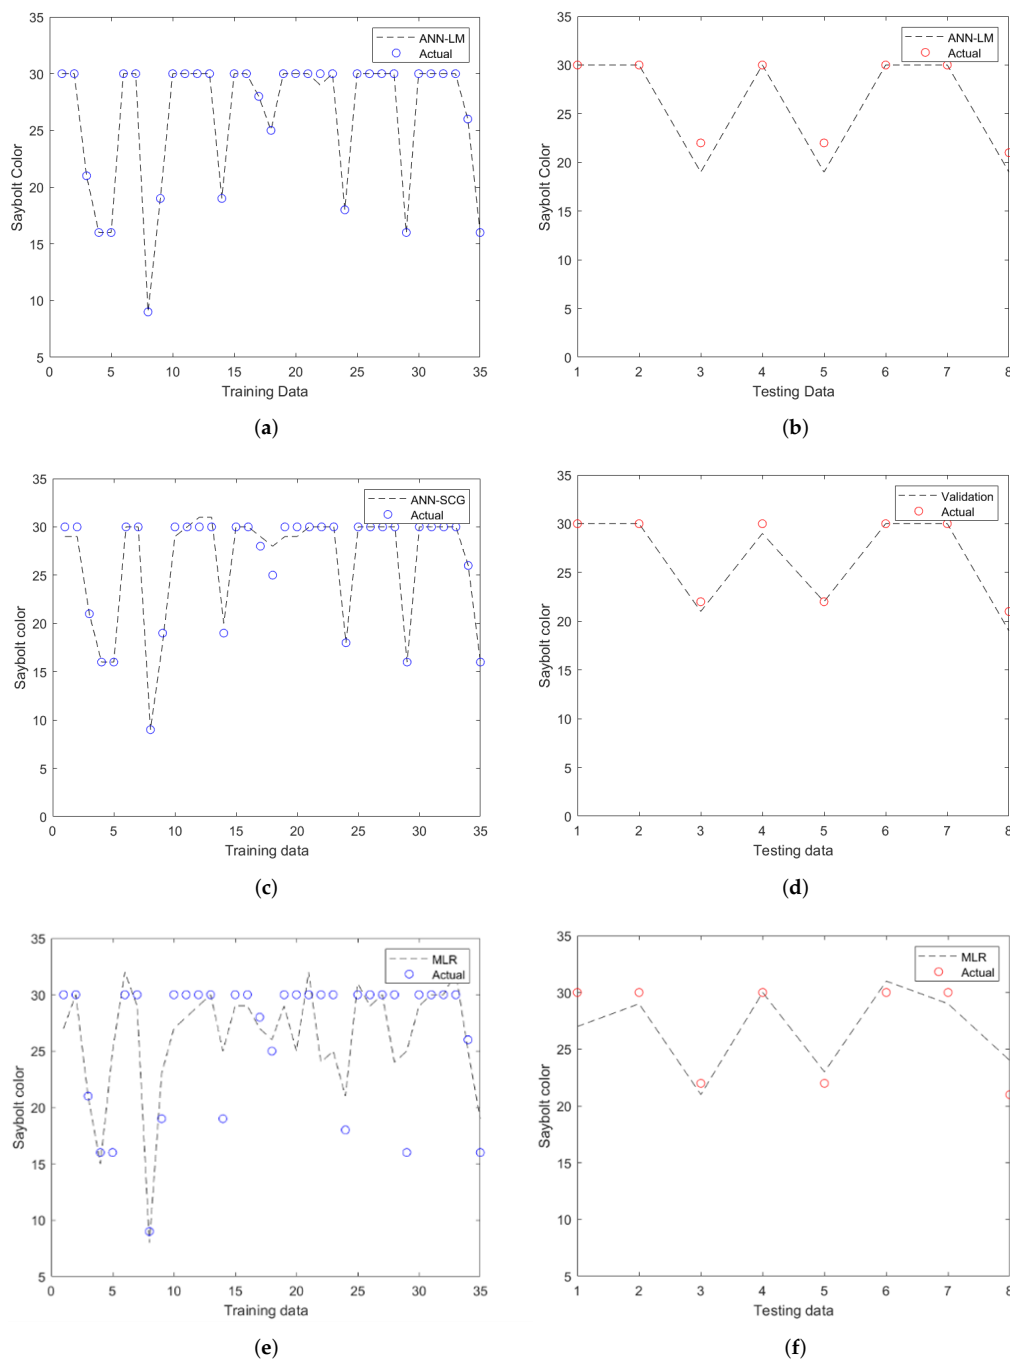 35
30
25
20
15
10
5
0 5 10 15 20 25 30 35
Saybolt Color
Training Data
ANN-LM
Actual
(a)
35
30
25
20
15
10
5
0
1 2 3 4 5 6 7 8
Saybolt Color
Testing Data
ANN-LM
Actual
(b)
35
30
25
20
15
10
5
0
0 5 10 15 20 25 30 35
Saybolt color
Training data
ANN-SCG
Actual
(c)
35
30
25
20
15
10
5
0
1 2 3 4 5 6 7 8
Saybolt color
Testing data
Validation
Actual
(d)
35
30
25
20
15
10
5
0 5 10 15 20 25 30 35
Saybolt color
Training data
MLR
Actual
(e)
35
30
25
20
15
10
5
1 2 3 4 5 6 7 8
Saybolt color
Testing data
MLR
Actual
(f)